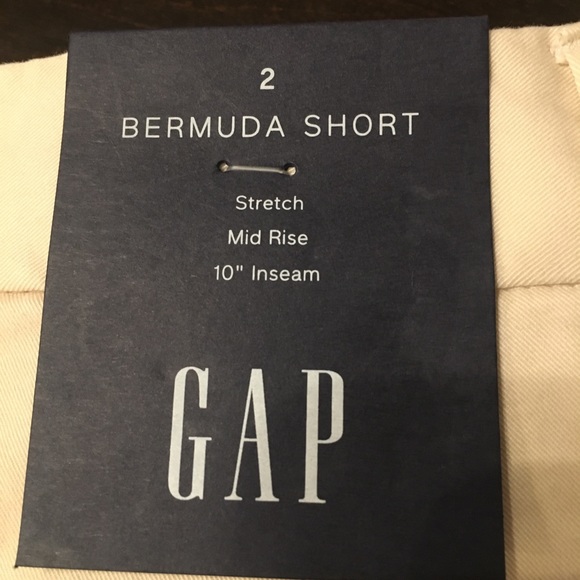 2
BERMUDA SHORT
Stretch
Mid Rise
10" Inseam
GAP